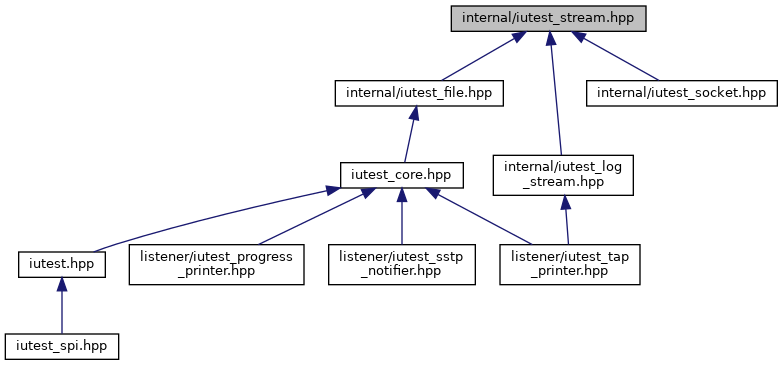 internal/iutest_stream.hpp
internal/iutest_file.hpp
internal/iutest_socket.hpp
iutest_core.hpp
internal/iutest_log
_stream.hpp
iutest.hpp
listener/iutest_progress
_printer.hpp
listener/iutest_sstp
_notifier.hpp
listener/iutest_tap
_printer.hpp
iutest_spi.hpp